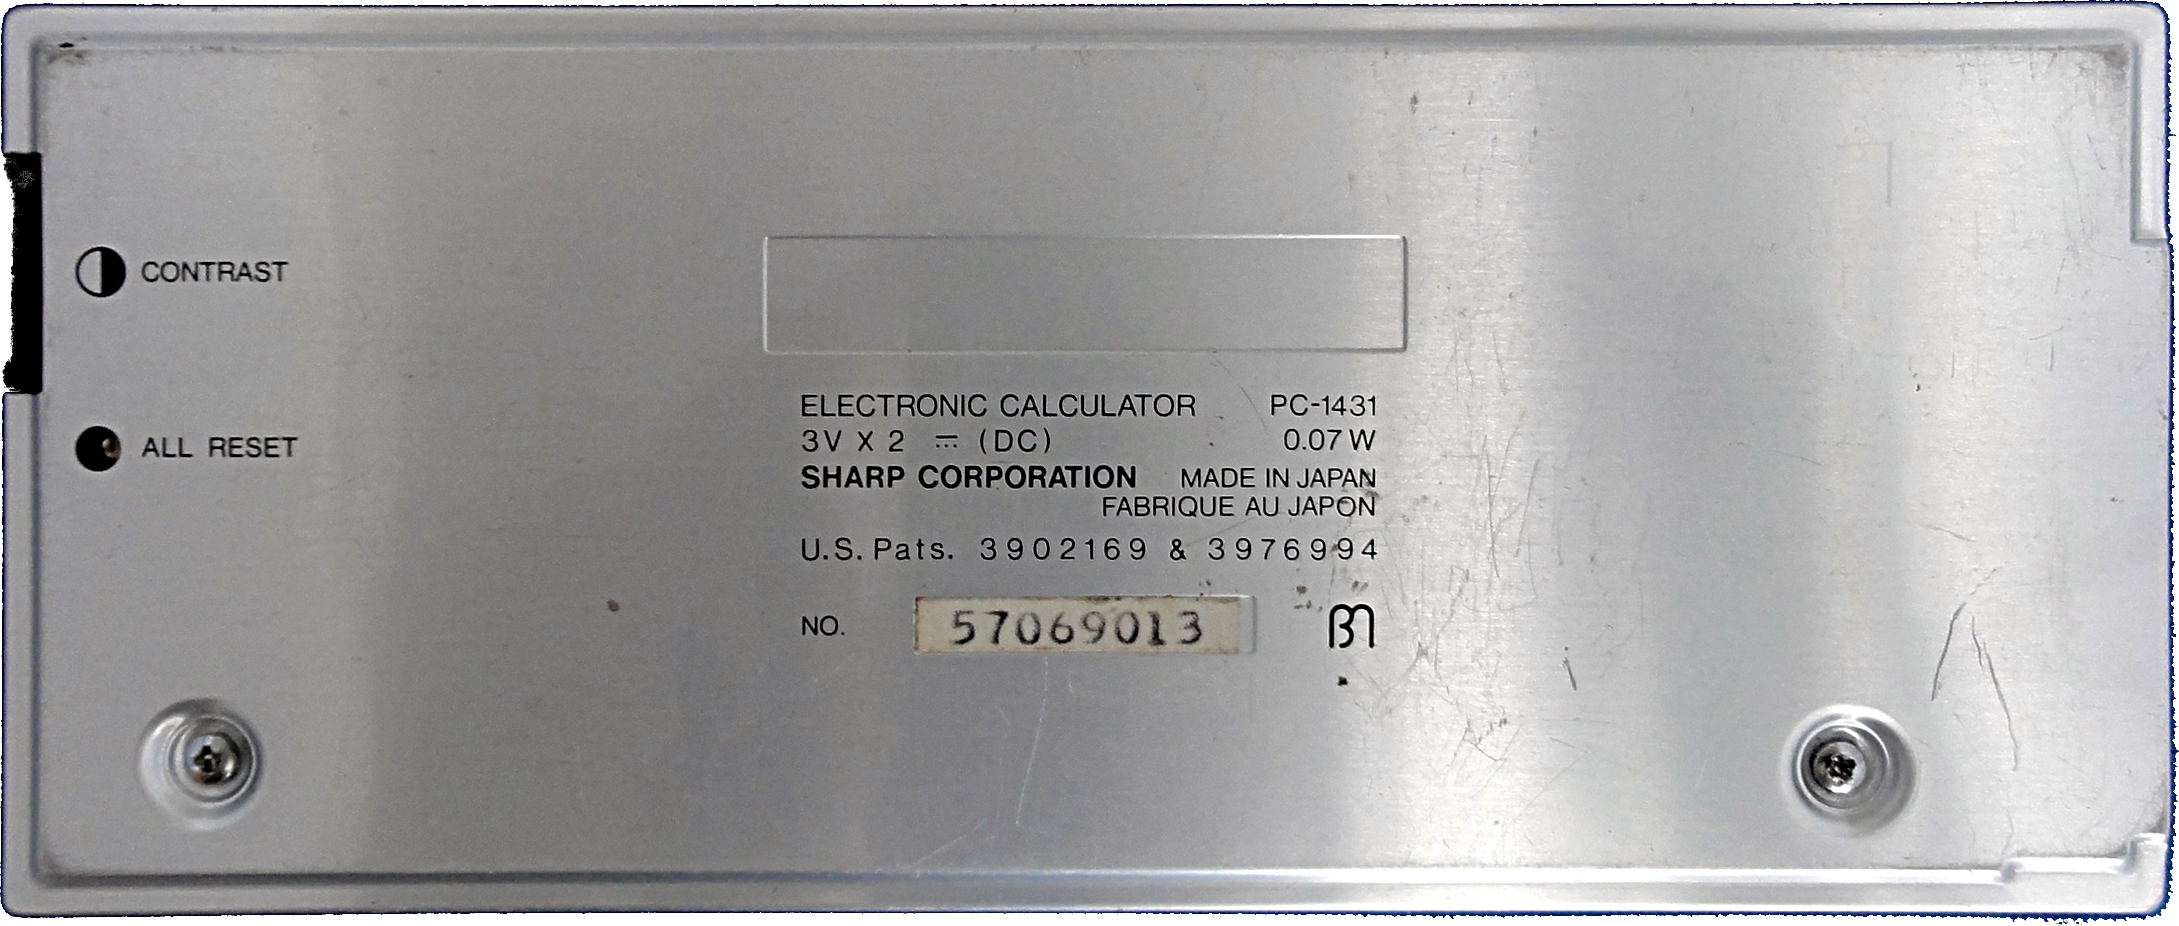 CONTRAST
ALL RESET
ELECTRONIC CALCULATOR PC-1431
3V X 2 ⎓ (DC) 0.07 W
SHARP CORPORATION MADE IN JAPAN
FABRIQUE AU JAPON
U.S. Pats. 3902169 & 3976994
NO. 57069013